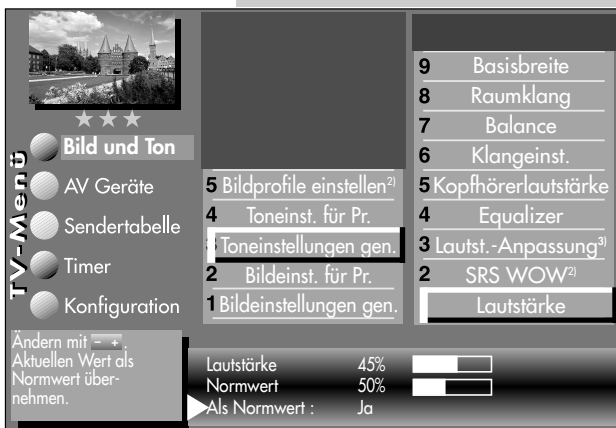 TV-Menü
Bild und Ton
AV Geräte
Sendertabelle
Timer
Konfiguration
5 Bildprofile einstellen²⁾
4 Toneinst. für Pr.
3 Toneinstellungen gen.
2 Bildeinst. für Pr.
1 Bildeinstellungen gen.
9 Basisbreite
8 Raumklang
7 Balance
6 Klangeinst.
5 Kopfhörerlautstärke
4 Equalizer
3 Lautst.-Anpassung³⁾
2 SRS WOW²⁾
Lautstärke
Ändern mit - + .
Aktuellen Wert als
Normwert über-
nehmen.
Lautstärke 45%
Normwert 50%
Als Normwert : Ja